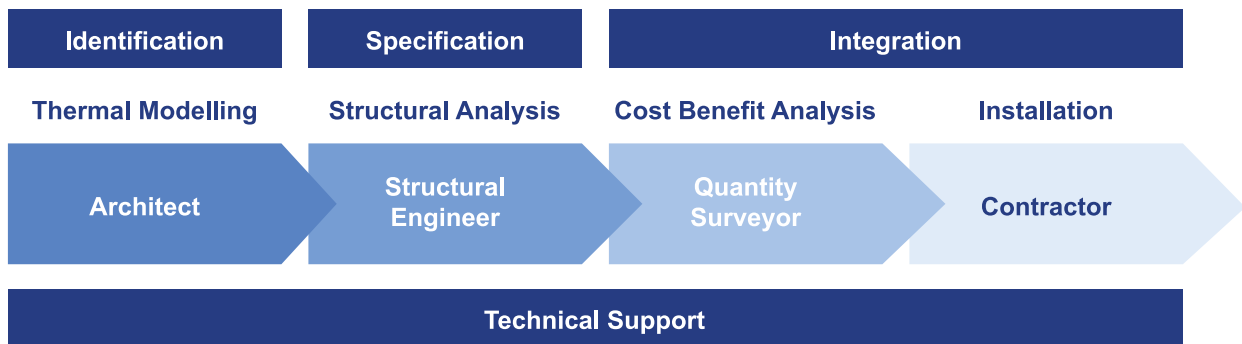 Identification
Specification
Integration
Thermal Modelling
Structural Analysis
Cost Benefit Analysis
Installation
Architect
Structural
Engineer
Quantity
Surveyor
Contractor
Technical Support